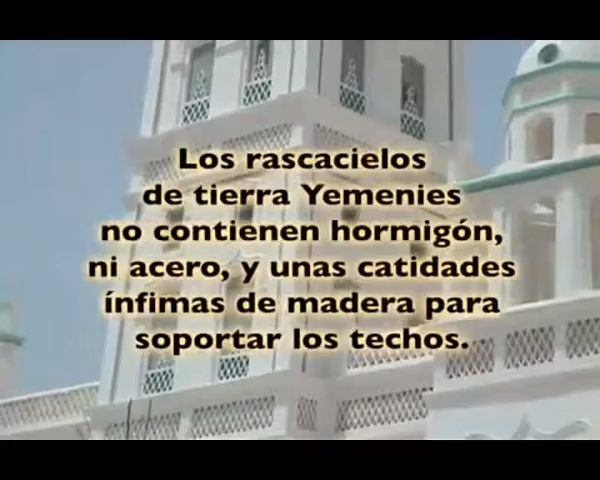 Los rascacielos
de tierra Yemenies
no contienen hormigón,
ni acero, y unas catidades
ínfimas de madera para
soportar los techos.